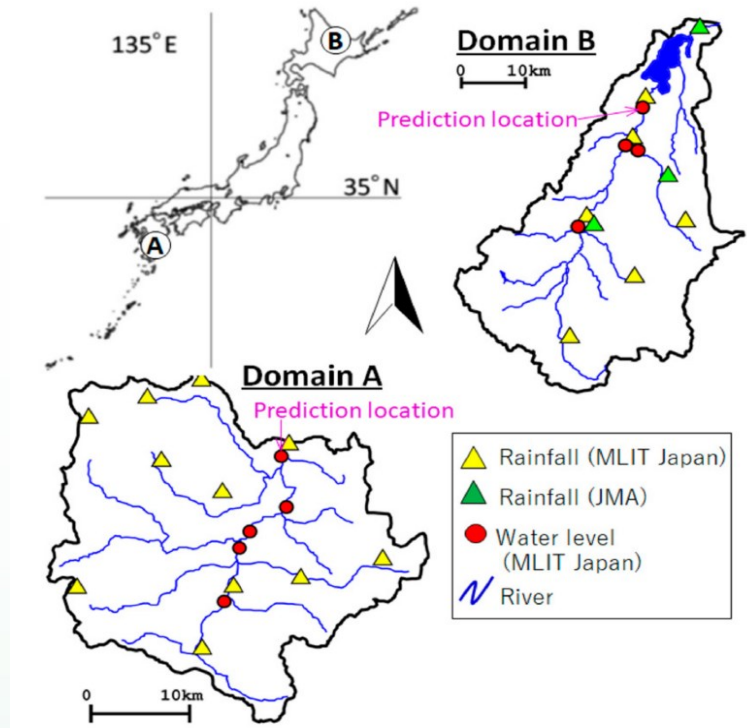 135°E
B
Domain B
0 10km
Prediction location
35°N
A
Domain A
Prediction location
Rainfall (MLIT Japan)
Rainfall (JMA)
Water level
(MLIT Japan)
River
0 10km